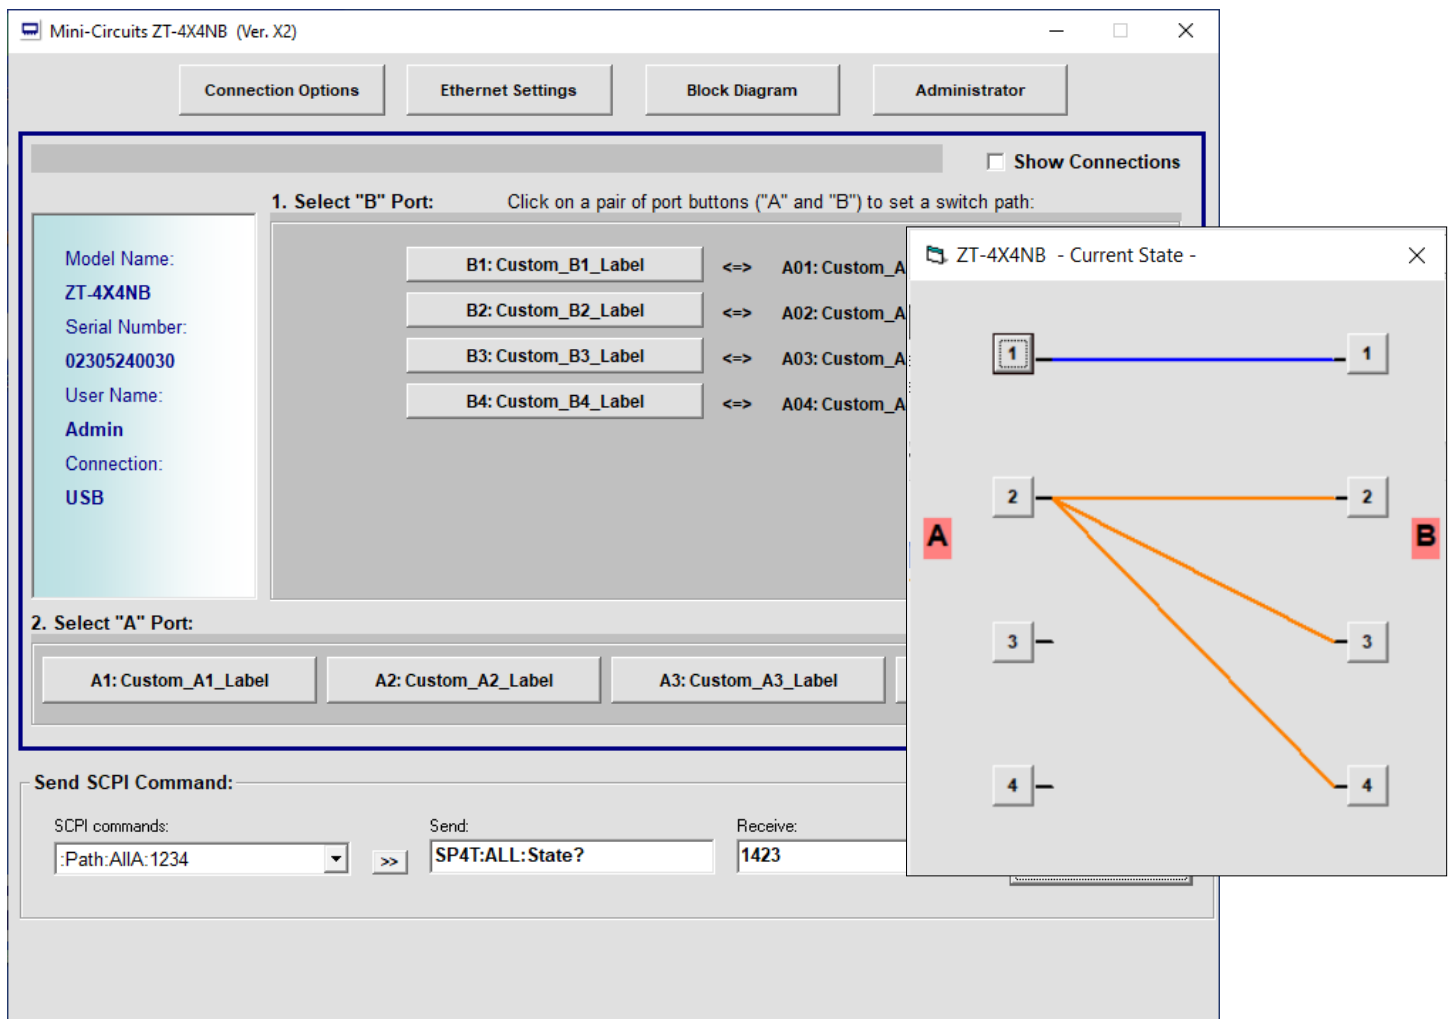 Mini-Circuits ZT-4X4NB (Ver. X2)
Connection Options
Ethernet Settings
Block Diagram
Administrator
Show Connections
1. Select "B" Port:
Click on a pair of port buttons ("A" and "B") to set a switch path:
Model Name:
ZT-4X4NB
Serial Number:
02305240030
User Name:
Admin
Connection:
USB
B1: Custom_B1_Label <=> A01: Custom_A
B2: Custom_B2_Label <=> A02: Custom_A
B3: Custom_B3_Label <=> A03: Custom_A
B4: Custom_B4_Label <=> A04: Custom_A
2. Select "A" Port:
A1: Custom_A1_Label
A2: Custom_A2_Label
A3: Custom_A3_Label
Send SCPI Command:
SCPI commands:
:Path:AllA:1234
>>
Send:
SP4T:ALL:State?
Receive:
1423
ZT-4X4NB - Current State -
1 1
2 2
A B
3 3
4 4